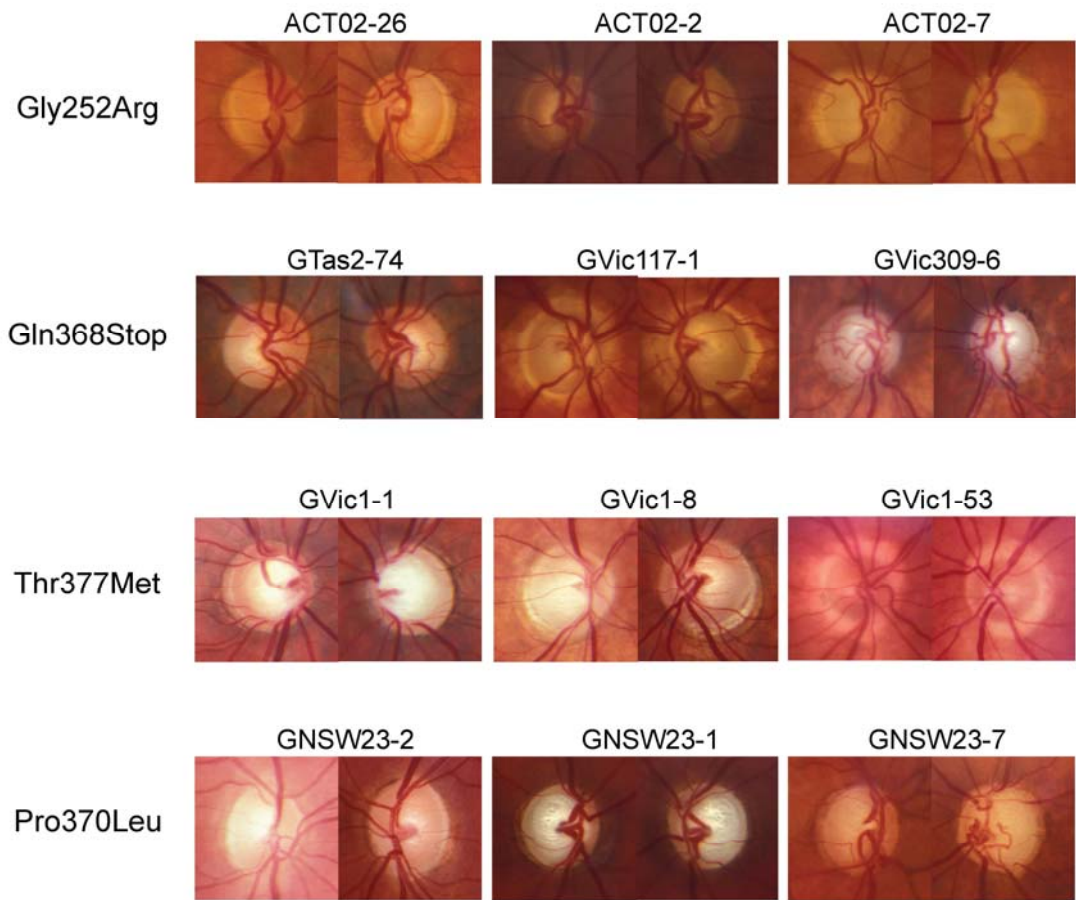 ACT02-26 ACT02-2 ACT02-7
Gly252Arg
GTas2-74 GVic117-1 GVic309-6
Gln368Stop
GVic1-1 GVic1-8 GVic1-53
Thr377Met
GNSW23-2 GNSW23-1 GNSW23-7
Pro370Leu